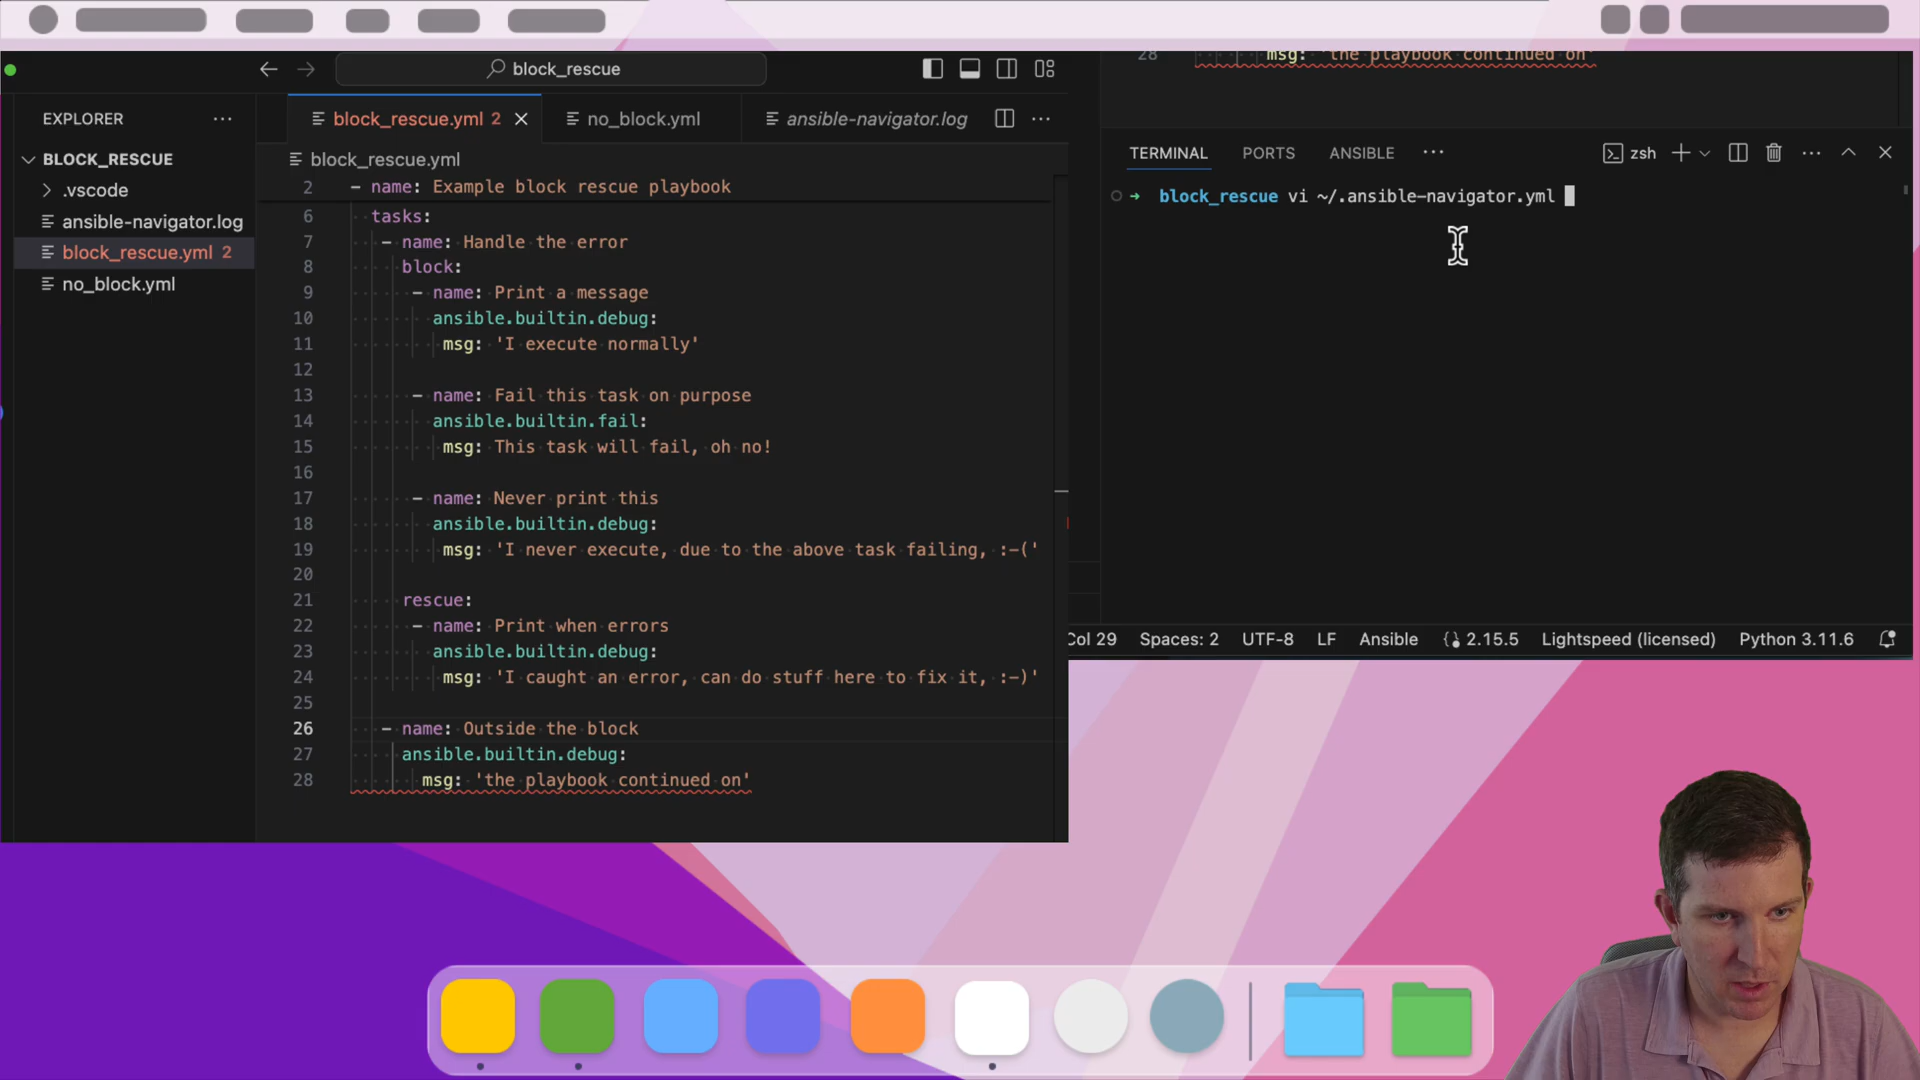 block_rescue
EXPLORER
BLOCK_RESCUE
.vscode
ansible-navigator.log
block_rescue.yml 2
no_block.yml
block_rescue.yml 2
no_block.yml
ansible-navigator.log
block_rescue.yml
2 - name: Example block rescue playbook
6 tasks:
7 - name: Handle the error
8 block:
9 - name: Print a message
10 ansible.builtin.debug:
11 msg: 'I execute normally'
12
13 - name: Fail this task on purpose
14 ansible.builtin.fail:
15 msg: This task will fail, oh no!
16
17 - name: Never print this
18 ansible.builtin.debug:
19 msg: 'I never execute, due to the above task failing, :-('
20
21 rescue:
22 - name: Print when errors
23 ansible.builtin.debug:
24 msg: 'I caught an error, can do stuff here to fix it, :-)'
25
26 - name: Outside the block
27 ansible.builtin.debug:
28 msg: 'the playbook continued on'
28 msg: 'the playbook continued on'
TERMINAL PORTS ANSIBLE zsh
block_rescue vi ~/.ansible-navigator.yml
Col 29 Spaces: 2 UTF-8 LF Ansible 2.15.5 Lightspeed (licensed) Python 3.11.6